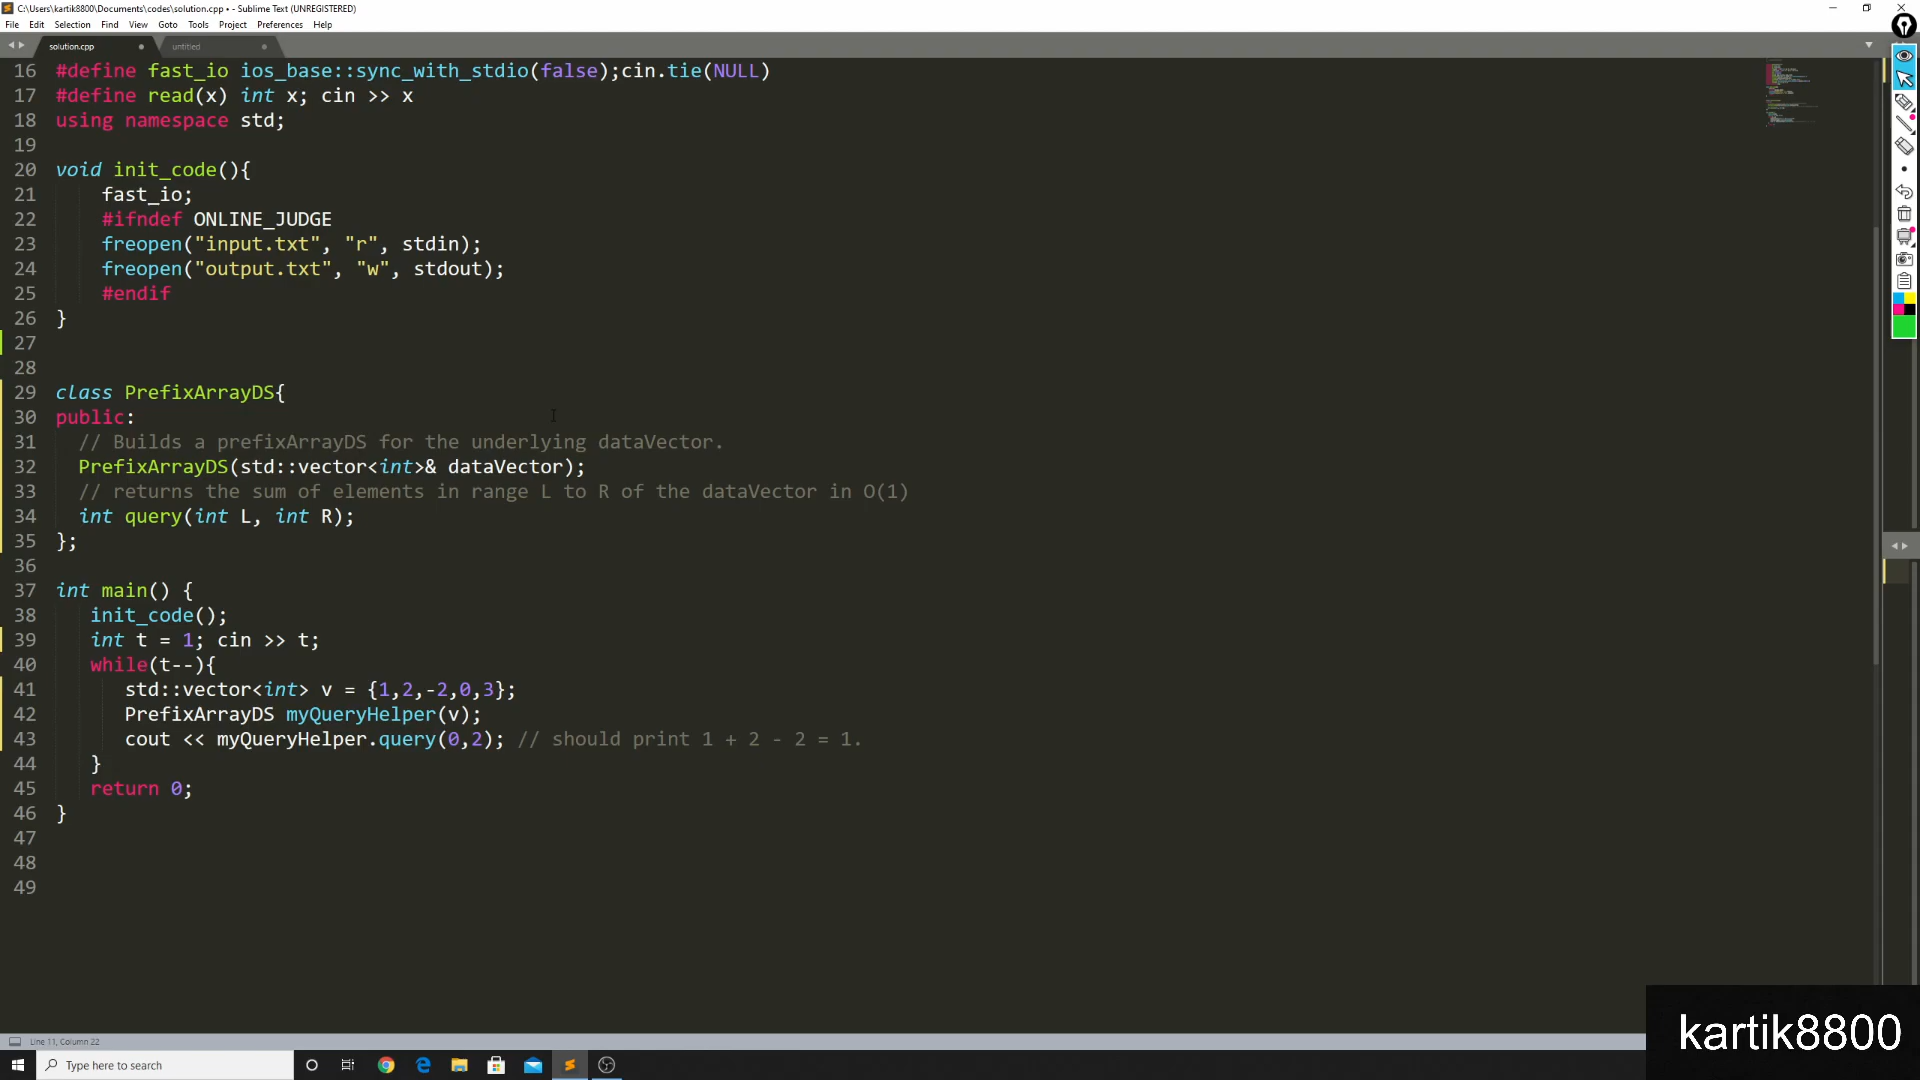 C:\Users\kartik8800\Documents\codes\solution.cpp • - Sublime Text (UNREGISTERED)
File Edit Selection Find View Goto Tools Project Preferences Help
solution.cpp untitled
16 #define fast_io ios_base::sync_with_stdio(false);cin.tie(NULL)
17 #define read(x) int x; cin >> x
18 using namespace std;
19
20 void init_code(){
21 fast_io;
22 #ifndef ONLINE_JUDGE
23 freopen("input.txt", "r", stdin);
24 freopen("output.txt", "w", stdout);
25 #endif
26 }
27
28
29 class PrefixArrayDS{
30 public:
31 // Builds a prefixArrayDS for the underlying dataVector.
32 PrefixArrayDS(std::vector<int>& dataVector);
33 // returns the sum of elements in range L to R of the dataVector in O(1)
34 int query(int L, int R);
35 };
36
37 int main() {
38 init_code();
39 int t = 1; cin >> t;
40 while(t--){
41 std::vector<int> v = {1,2,-2,0,3};
42 PrefixArrayDS myQueryHelper(v);
43 cout << myQueryHelper.query(0,2); // should print 1 + 2 - 2 = 1.
44 }
45 return 0;
46 }
47
48
49
Line 11, Column 22
kartik8800
Type here to search